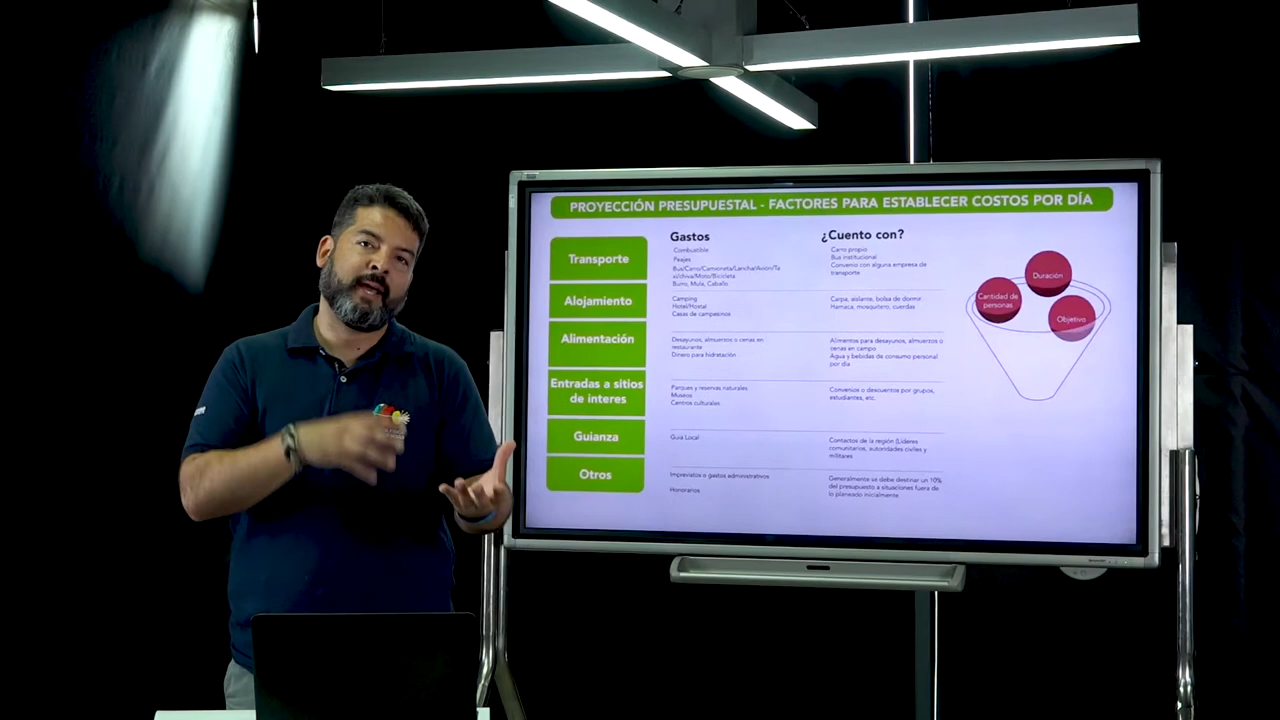 PROYECCIÓN PRESUPUESTAL - FACTORES PARA ESTABLECER COSTOS POR DÍA
Gastos
¿Cuento con?
Transporte
Combustible
Peajes
Bus/Carro/Camioneta/Lancha/Avión/Ta
xi/chiva/Moto/Bicicleta
Burro, Mula, Caballo
Carro propio
Bus institucional
Convenio con alguna empresa de
transporte
Alojamiento
Camping
Hotel/Hostal
Casas de campesinos
Carpa, aislante, bolsa de dormir
Hamaca, mosquitero, cuerdas
Alimentación
Desayunos, almuerzos o cenas en
restaurante
Dinero para hidratación
Alimentos para desayunos, almuerzos o
cenas en campo
Agua y bebidas de consumo personal
por día
Entradas a sitios
de interes
Parques y reservas naturales
Museos
Centros culturales
Convenios o descuentos por grupos,
estudiantes, etc.
Guianza
Guia Local
Contactos de la región (Líderes
comunitarios, autoridades civiles y
militares
Otros
Imprevistos o gastos administrativos
Honorarios
Generalmente se debe destinar un 10%
del presupuesto a situaciones fuera de
lo planeado inicialmente
Duración
Cantidad de
personas
Objetivo